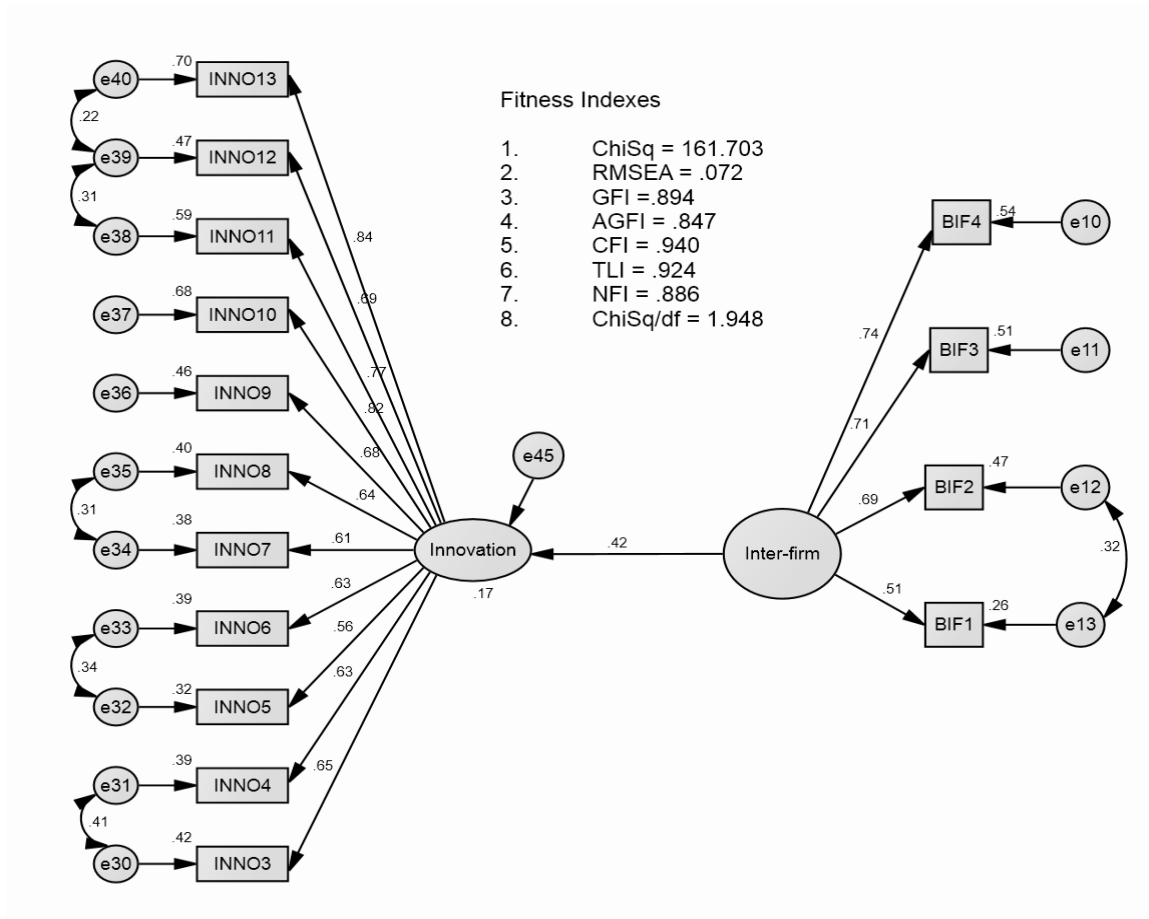 Fitness Indexes
1. ChiSq = 161.703
2. RMSEA = .072
3. GFI =.894
4. AGFI = .847
5. CFI = .940
6. TLI = .924
7. NFI = .886
8. ChiSq/df = 1.948
e40 .70 INNO13
.22
e39 .47 INNO12
.31
e38 .59 INNO11
e37 .68 INNO10
e36 .46 INNO9
e35 .40 INNO8
.31
e34 .38 INNO7
e33 .39 INNO6
.34
e32 .32 INNO5
e31 .39 INNO4
.41
e30 .42 INNO3
.84
.69
.77
.82
.68
.64
.61
.63
.56
.63
.65
e45
Innovation
.17
.42
Inter-firm
.74
.71
.69
.51
BIF4 .54 e10
BIF3 .51 e11
BIF2 .47 e12
.32
BIF1 .26 e13